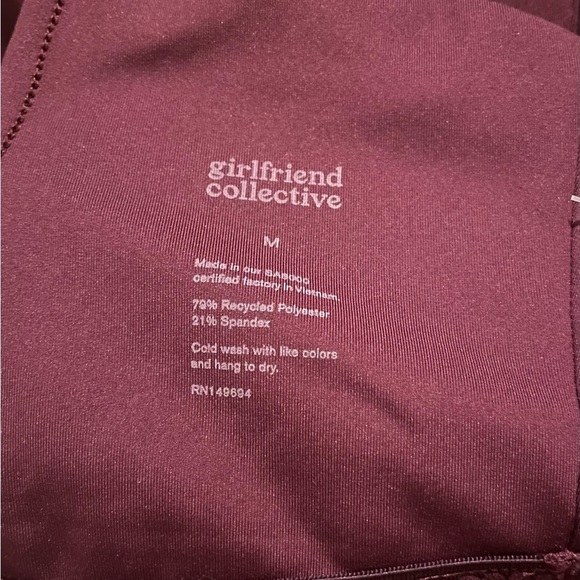 girlfriend
collective
M
Made in our SA8000
certified factory in Vietnam.
79% Recycled Polyester
21% Spandex
Cold wash with like colors
and hang to dry.
RN149694